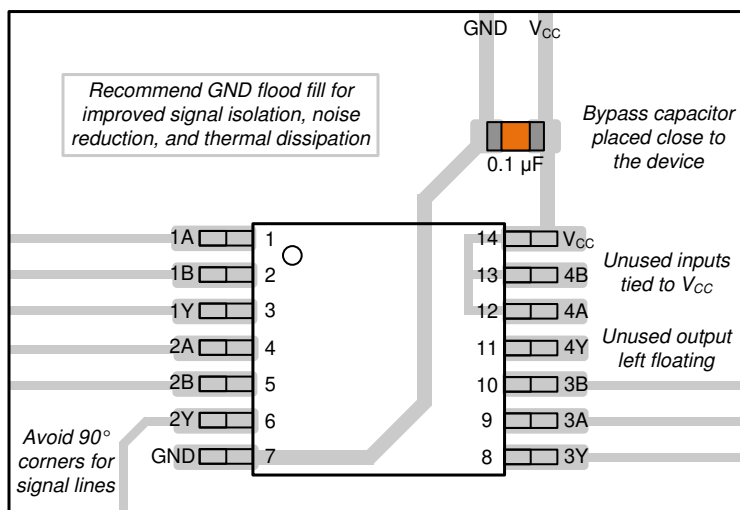 GND V_CC
Recommend GND flood fill for
improved signal isolation, noise
reduction, and thermal dissipation
Bypass capacitor
placed close to
the device
0.1 µF
1A 1 14 V_CC
1B 2 13 4B
1Y 3 12 4A
2A 4 11 4Y
2B 5 10 3B
2Y 6 9 3A
GND 7 8 3Y
Unused inputs
tied to V_CC
Unused output
left floating
Avoid 90°
corners for
signal lines